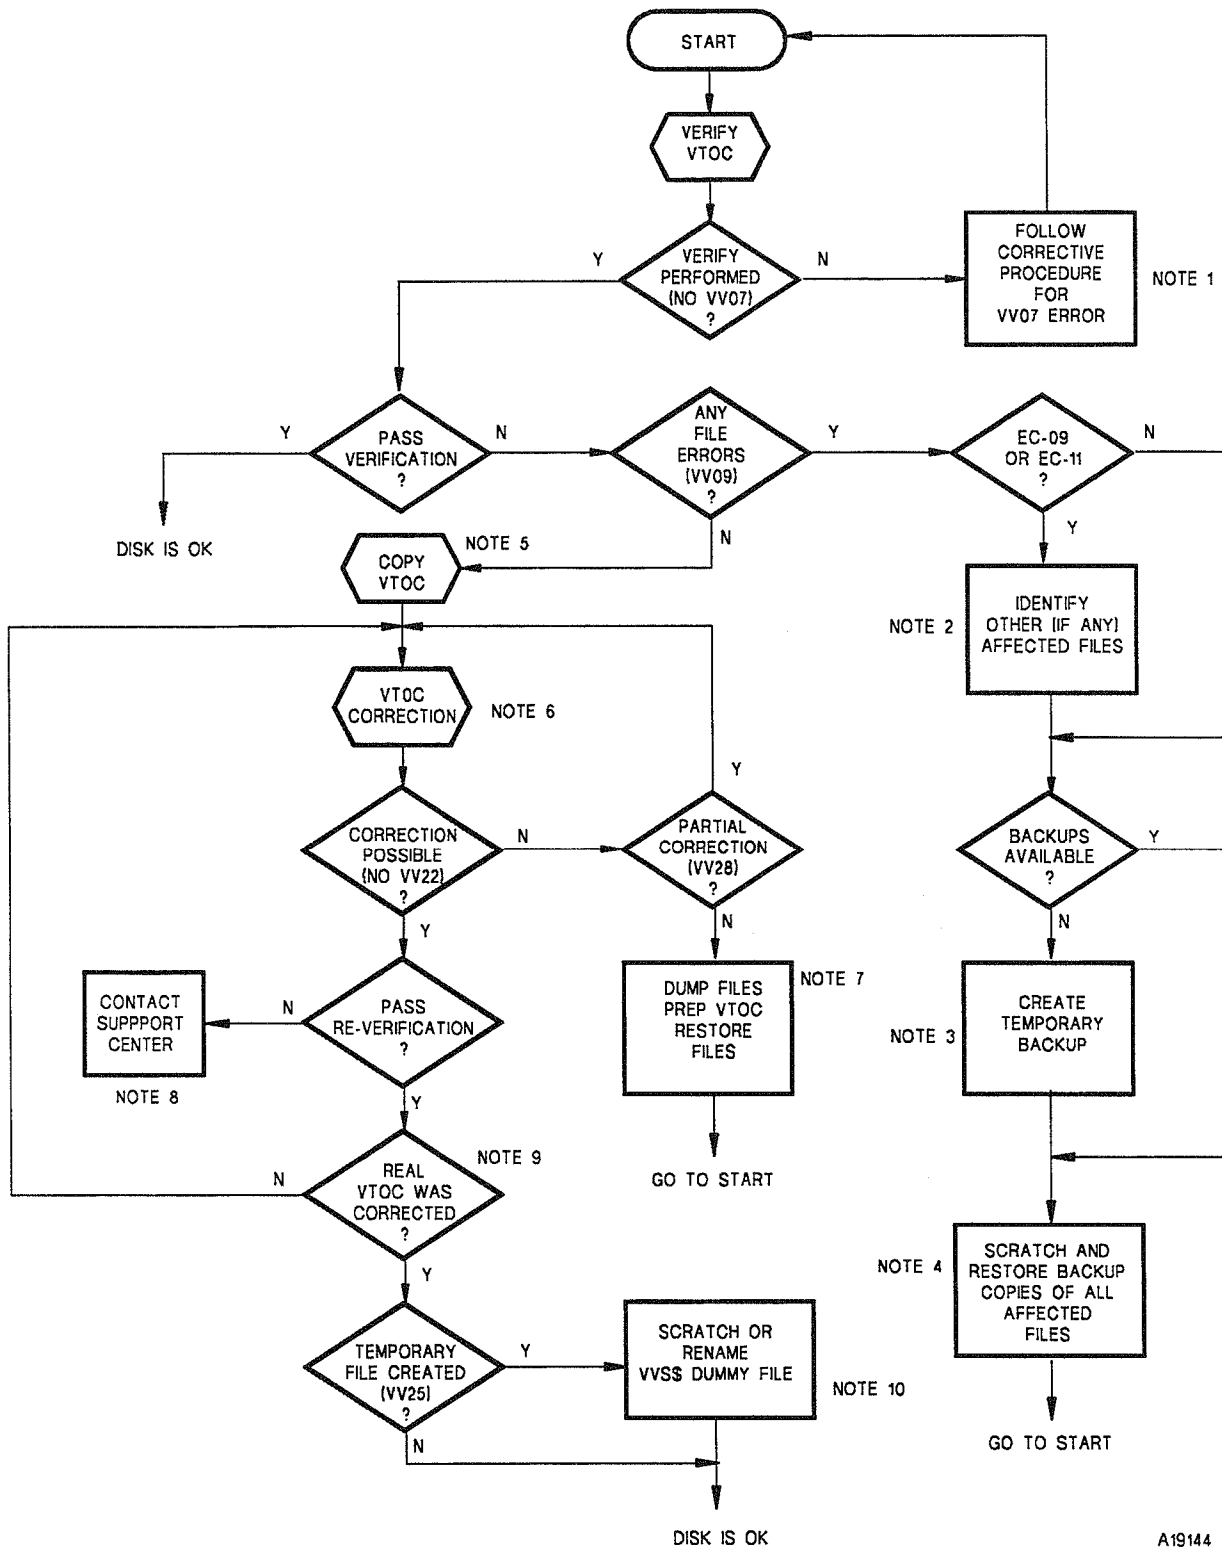 START
VERIFY
VTOC
VERIFY
PERFORMED
(NO VV07)
?
Y
N
FOLLOW
CORRECTIVE
PROCEDURE
FOR
VV07 ERROR
NOTE 1
PASS
VERIFICATION
?
Y
N
ANY
FILE
ERRORS
(VV09)
?
Y
N
EC-09
OR EC-11
?
N
Y
DISK IS OK
COPY
VTOC
NOTE 5
IDENTIFY
OTHER (IF ANY)
AFFECTED FILES
NOTE 2
VTOC
CORRECTION
NOTE 6
CORRECTION
POSSIBLE
(NO VV22)
?
N
Y
PARTIAL
CORRECTION
(VV28)
?
Y
N
BACKUPS
AVAILABLE
?
Y
N
CONTACT
SUPPPORT
CENTER
NOTE 8
PASS
RE-VERIFICATION
?
N
Y
DUMP FILES
PREP VTOC
RESTORE
FILES
NOTE 7
GO TO START
CREATE
TEMPORARY
BACKUP
NOTE 3
REAL
VTOC WAS
CORRECTED
?
NOTE 9
N
Y
SCRATCH AND
RESTORE BACKUP
COPIES OF ALL
AFFECTED
FILES
NOTE 4
GO TO START
TEMPORARY
FILE CREATED
(VV25)
?
Y
N
SCRATCH OR
RENAME
VVS$ DUMMY FILE
NOTE 10
DISK IS OK
A19144